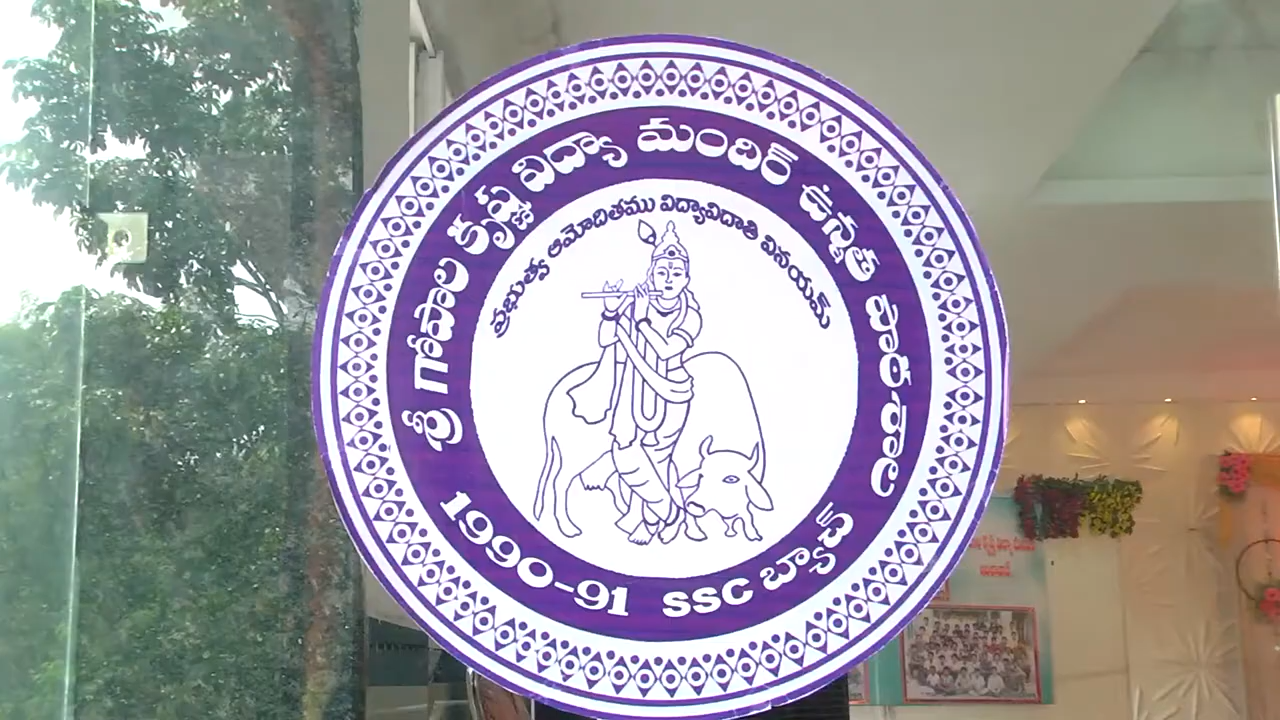 శ్రీ గోపాల కృష్ణ విద్యా మందిర్ ఉన్నత పాఠశాల
ప్రభుత్వ ఆమోదితము విద్యావిదాతి వినయమ్
1990-91 SSC బ్యాచ్